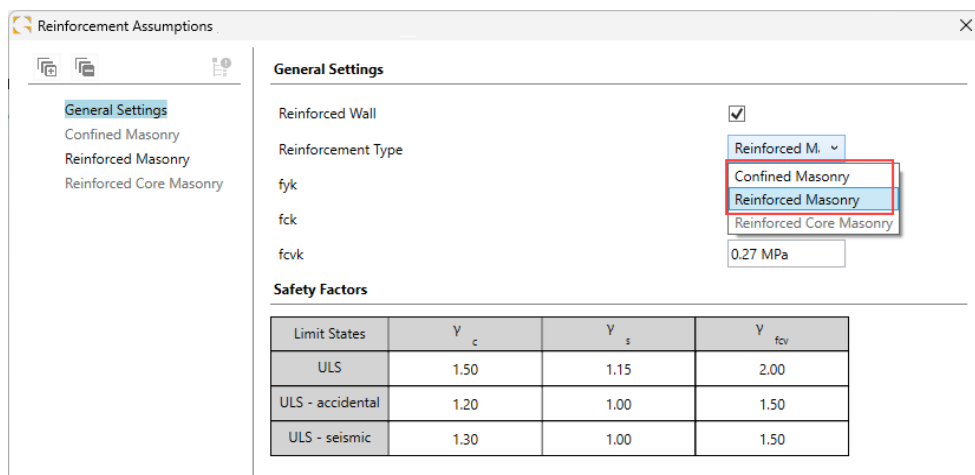 Reinforcement Assumptions
General Settings
Confined Masonry
Reinforced Masonry
Reinforced Core Masonry
General Settings
Reinforced Wall
Reinforcement Type
Reinforced M.
Confined Masonry
Reinforced Masonry
Reinforced Core Masonry
fyk
fck
fcvk
0.27 MPa
Safety Factors
Limit States γc γs γfcv
ULS 1.50 1.15 2.00
ULS - accidental 1.20 1.00 1.50
ULS - seismic 1.30 1.00 1.50